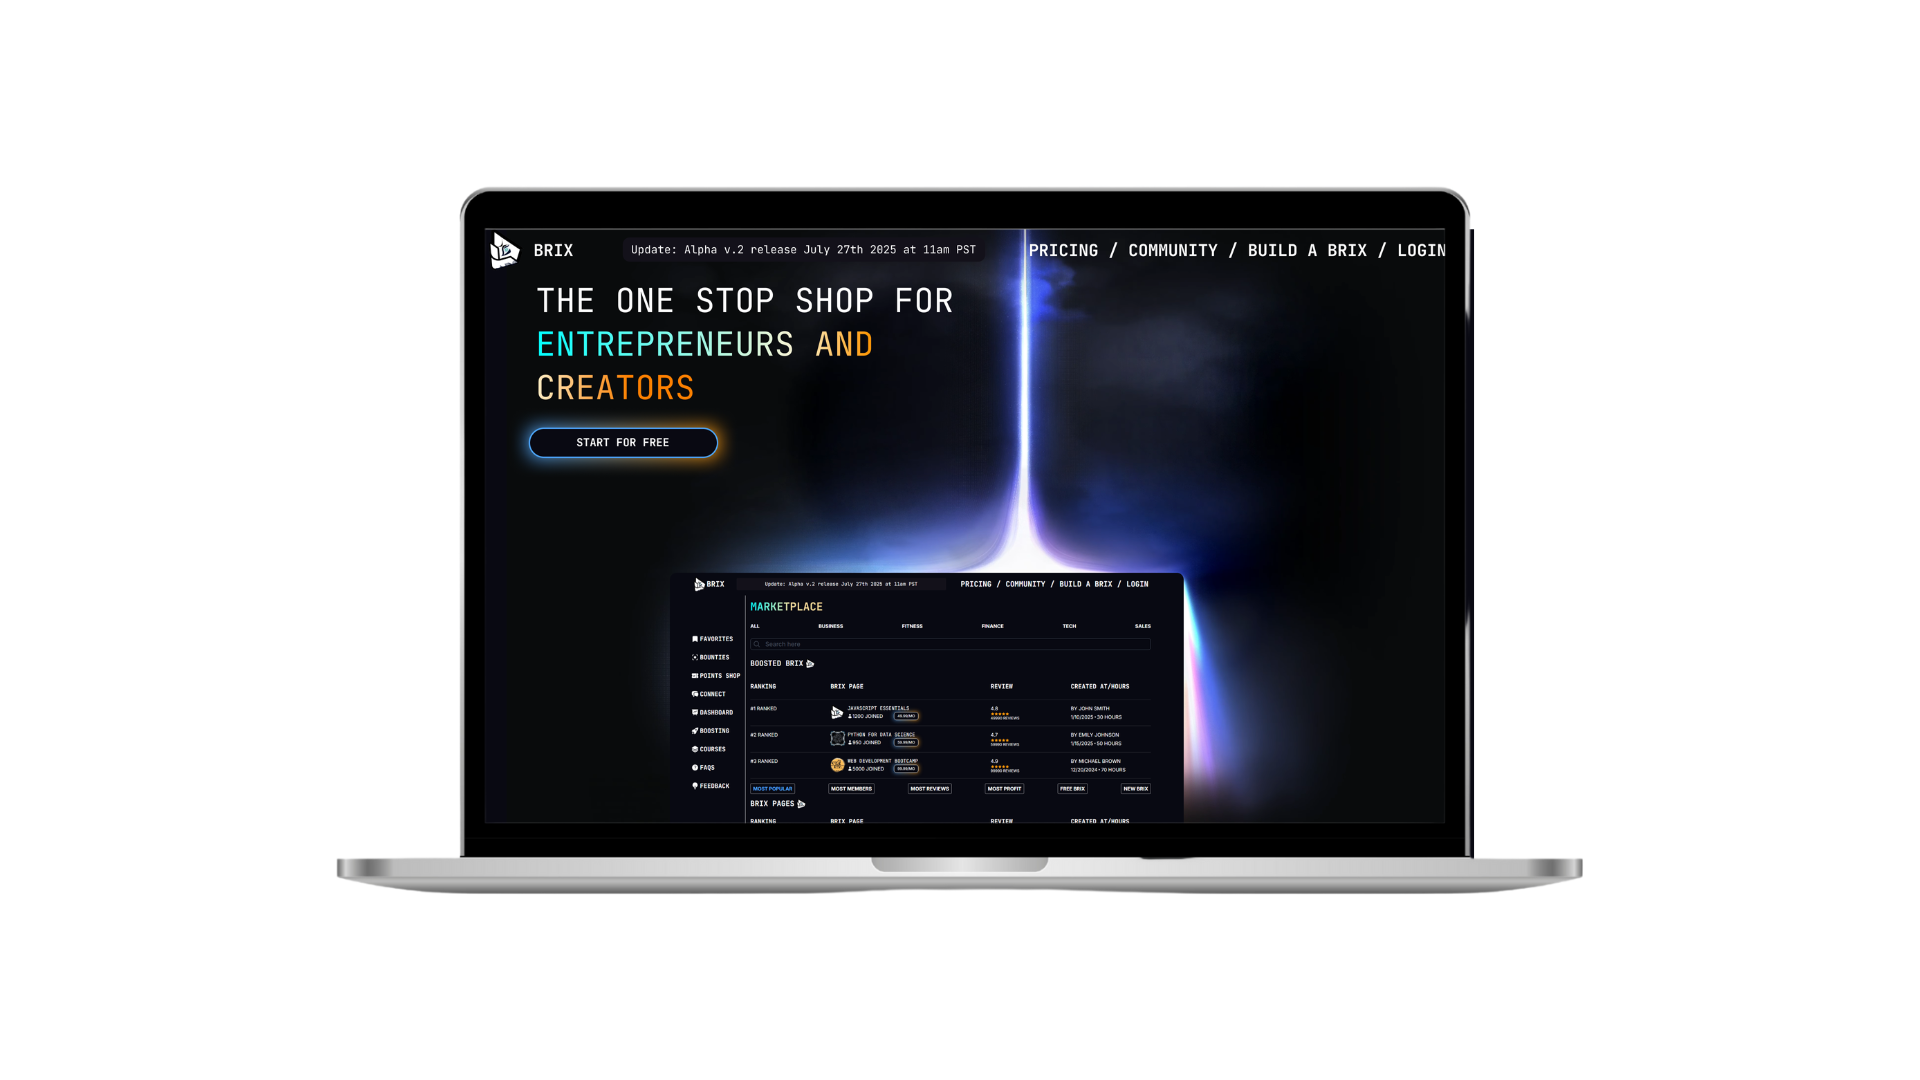 BRIX
Update: Alpha v.2 release July 27th 2025 at 11am PST
PRICING / COMMUNITY / BUILD A BRIX / LOGIN
THE ONE STOP SHOP FOR
ENTREPRENEURS AND
CREATORS
START FOR FREE
BRIX
Update: Alpha v.2 release July 27th 2025 at 11am PST
PRICING / COMMUNITY / BUILD A BRIX / LOGIN
FAVORITES
BOUNTIES
POINTS SHOP
CONNECT
DASHBOARD
BOOSTING
COURSES
FAQS
FEEDBACK
MARKETPLACE
ALL BUSINESS FITNESS FINANCE TECH SALES
Search here
BOOSTED BRIX
RANKING BRIX PAGE REVIEW CREATED AT/HOURS
#1 RANKED JAVASCRIPT ESSENTIALS 4.8 BY JOHN SMITH
1200 JOINED REVIEWS 1/10/2025 • 30 HOURS
#2 RANKED PYTHON FOR DATA SCIENCE 4.7 BY EMILY JOHNSON
950 JOINED REVIEWS 1/15/2025 • 50 HOURS
#3 RANKED WEB DEVELOPMENT BOOTCAMP 4.9 BY MICHAEL BROWN
5000 JOINED REVIEWS 12/20/2024 • 70 HOURS
MOST POPULAR MOST MEMBERS MOST REVIEWS MOST PROFIT FREE BRIX NEW BRIX
BRIX PAGES
RANKING BRIX PAGE REVIEW CREATED AT/HOURS